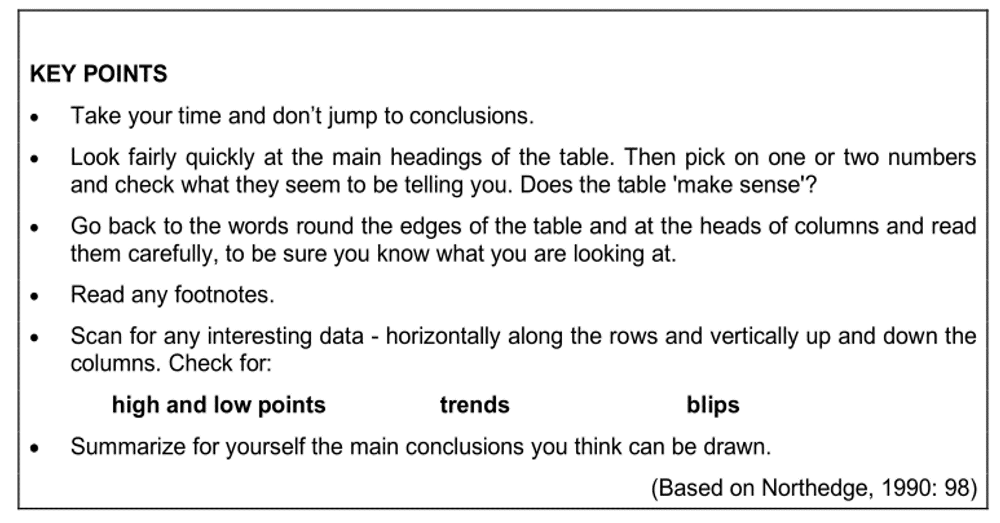 KEY POINTS
• Take your time and don’t jump to conclusions.
• Look fairly quickly at the main headings of the table. Then pick on one or two numbers
and check what they seem to be telling you. Does the table 'make sense'?
• Go back to the words round the edges of the table and at the heads of columns and read
them carefully, to be sure you know what you are looking at.
• Read any footnotes.
• Scan for any interesting data - horizontally along the rows and vertically up and down the
columns. Check for:
high and low points trends blips
• Summarize for yourself the main conclusions you think can be drawn.
(Based on Northedge, 1990: 98)